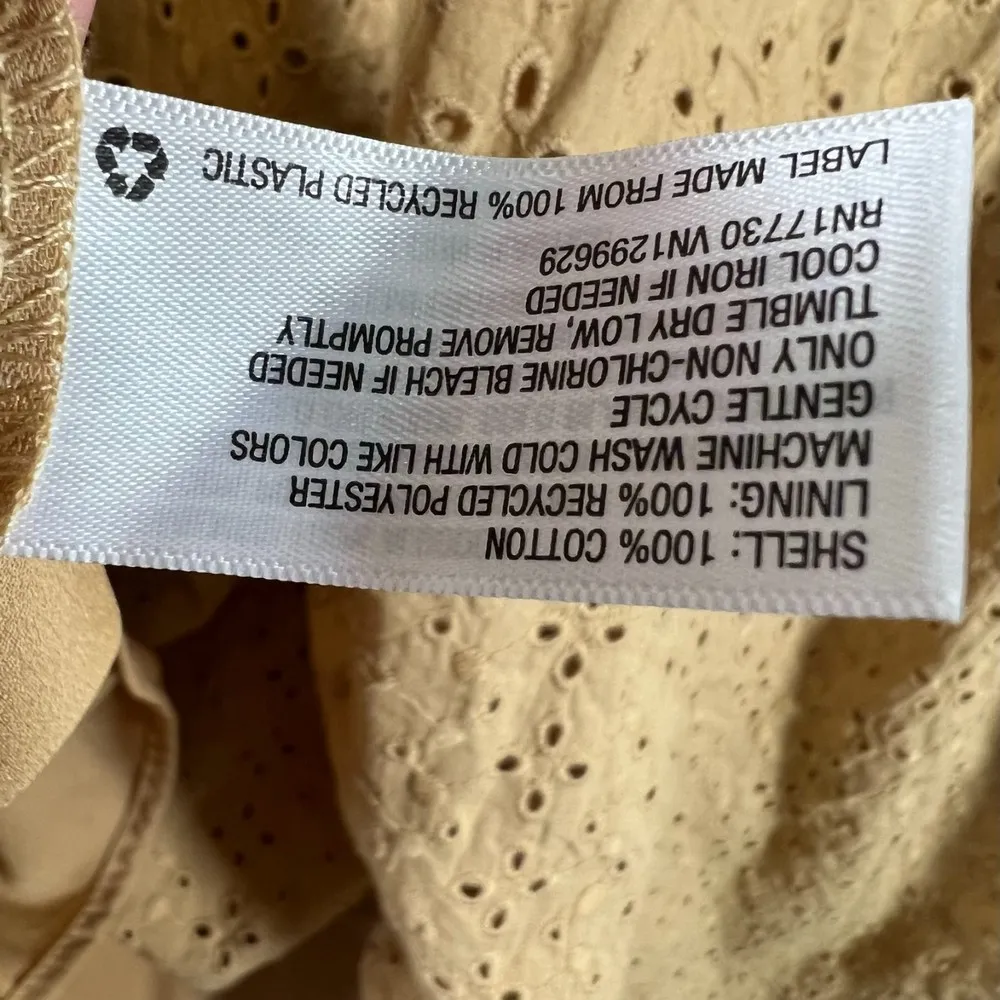 SHELL: 100% COTTON
LINING: 100% RECYCLED POLYESTER
MACHINE WASH COLD WITH LIKE COLORS
GENTLE CYCLE
ONLY NON-CHLORINE BLEACH IF NEEDED
TUMBLE DRY LOW, REMOVE PROMPTLY
COOL IRON IF NEEDED
RN17730 VN1299629
LABEL MADE FROM 100% RECYCLED PLASTIC